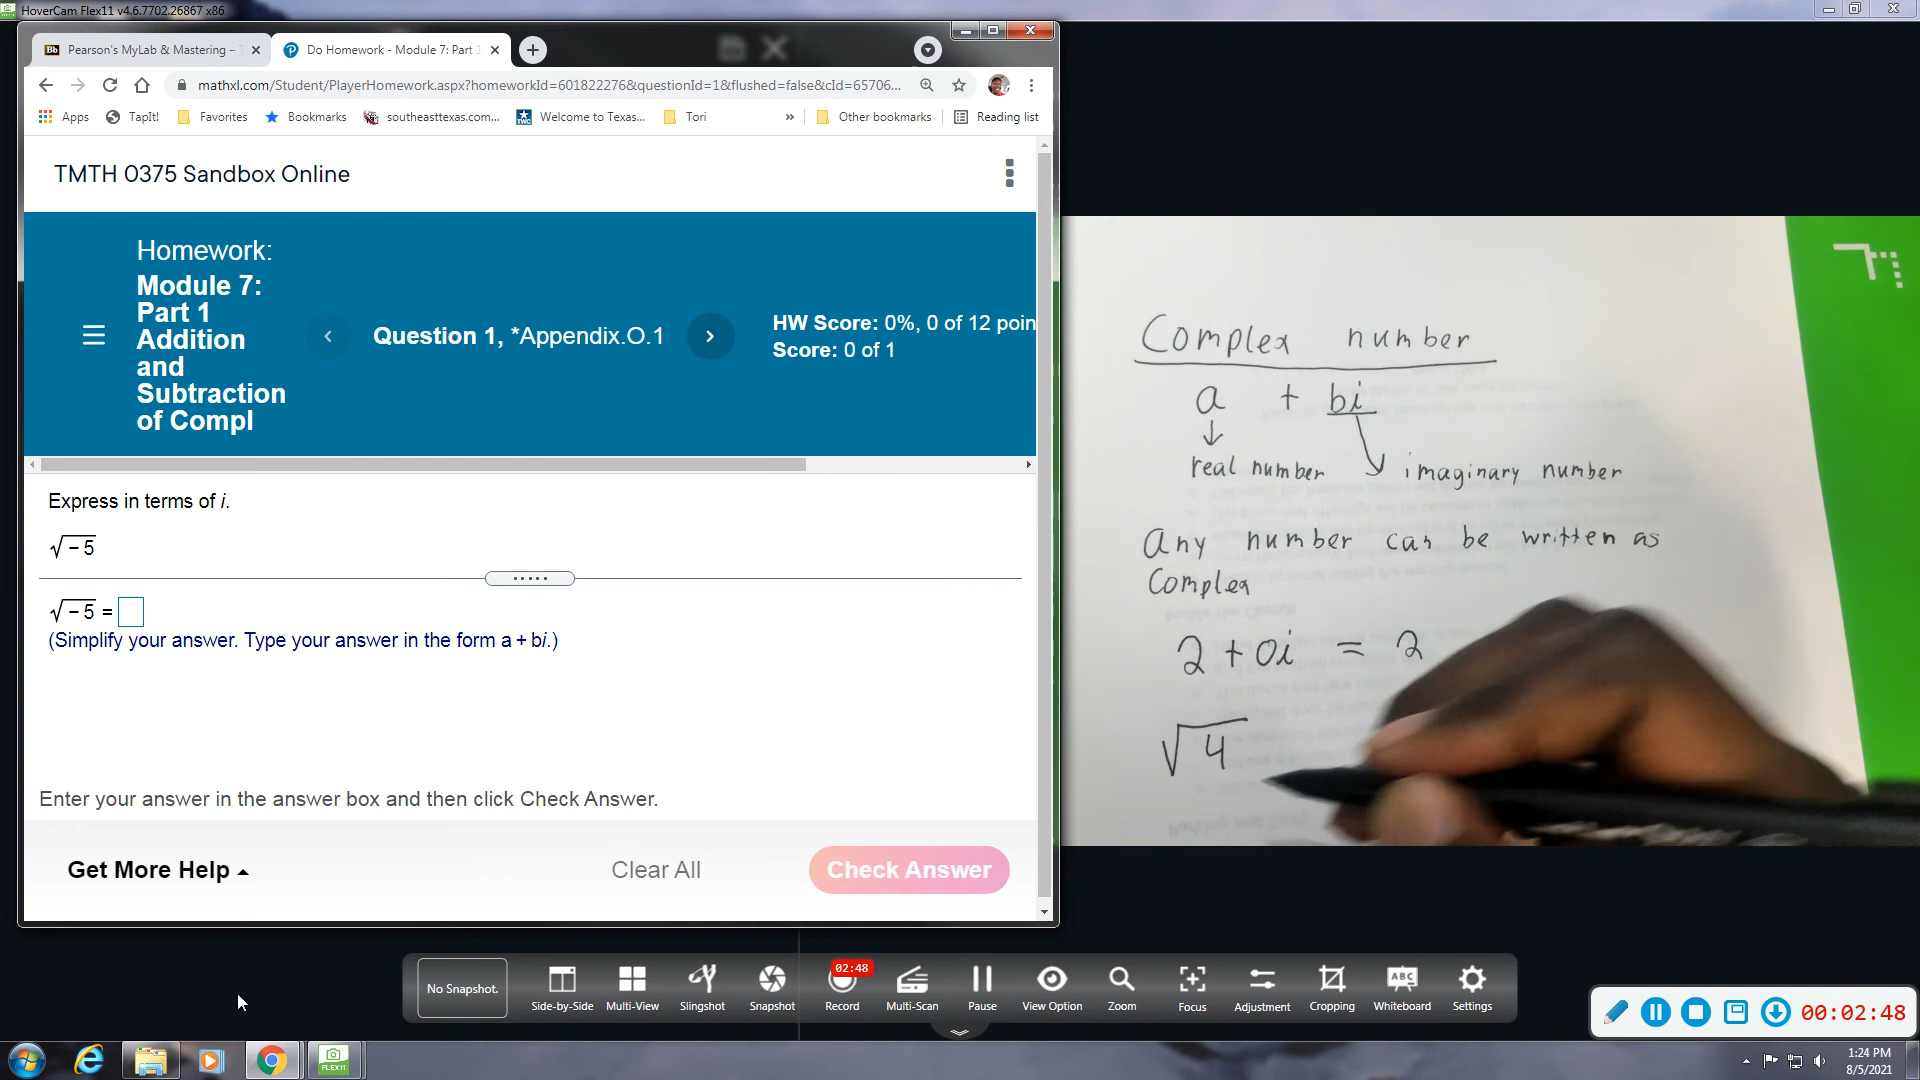 HoverCam Flex11 v4.6.7702.26867 x86
Pearson's MyLab & Mastering –
Do Homework - Module 7: Part 1
mathxl.com/Student/PlayerHomework.aspx?homeworkId=601822276&questionId=1&flushed=false&cId=65706...
Apps
TapIt!
Favorites
Bookmarks
southeasttexas.com...
Welcome to Texas...
Tori
»
Other bookmarks
Reading list
TMTH 0375 Sandbox Online
Homework:
Module 7:
Part 1
Addition
and
Subtraction
of Compl
Question 1, *Appendix.O.1
HW Score: 0%, 0 of 12 poin
Score: 0 of 1
Express in terms of i.
√−5
√−5 =
(Simplify your answer. Type your answer in the form a + bi.)
Enter your answer in the answer box and then click Check Answer.
Get More Help
Clear All
Check Answer
Complex number
a + bi
real number
imaginary number
Any number can be written as
Complex
2 + 0i = 2
√4
No Snapshot.
Side-by-Side
Multi-View
Slingshot
Snapshot
02:48
Record
Multi-Scan
Pause
View Option
Zoom
Focus
Adjustment
Cropping
ABC
Whiteboard
Settings
00:02:48
FLEX11
1:24 PM
8/5/2021